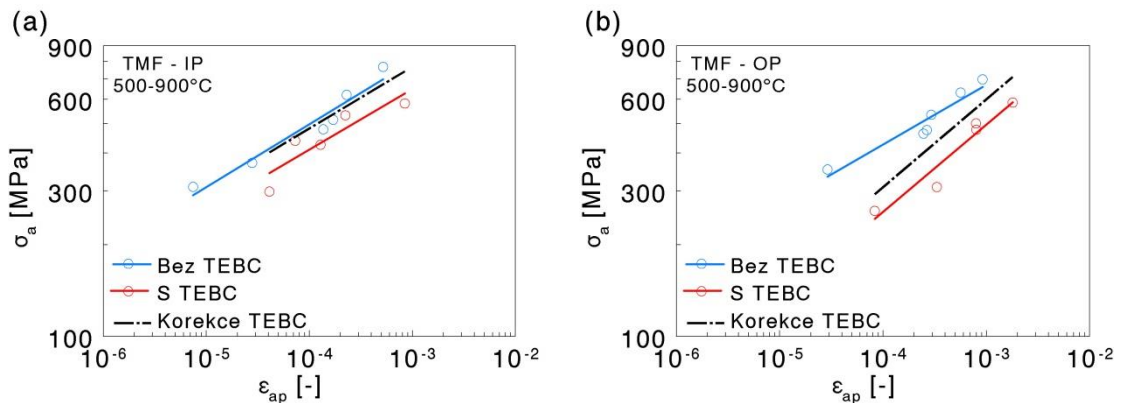 (a)
900
600
300
100
σa [MPa]
TMF - IP
500-900°C
Bez TEBC
S TEBC
Korekce TEBC
10-6
10-5
10-4
10-3
10-2
εap [-]
(b)
900
600
300
100
σa [MPa]
TMF - OP
500-900°C
Bez TEBC
S TEBC
Korekce TEBC
10-6
10-5
10-4
10-3
10-2
εap [-]